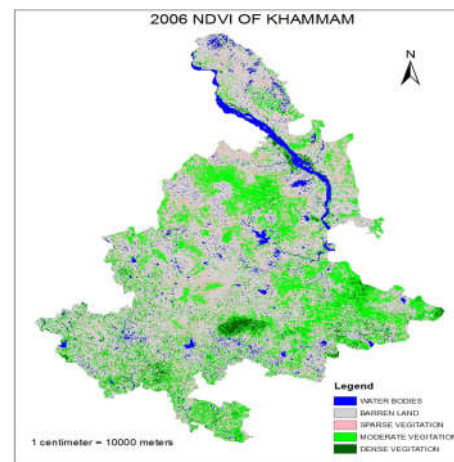 2006 NDVI OF KHAMMAM
N
Legend
WATER BODIES
BARREN LAND
SPARSE VEGITATION
MODERATE VEGITATION
DENSE VEGITATION
1 centimeter = 10000 meters